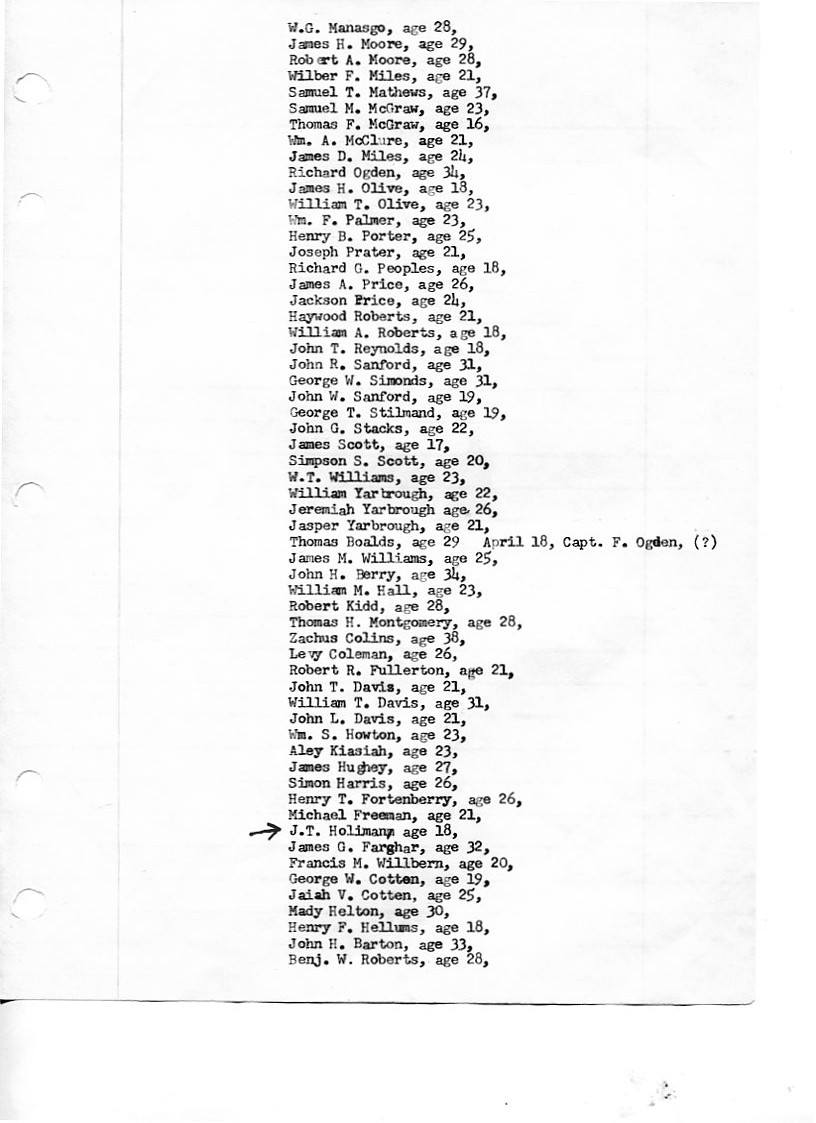 W.G. Manasgo, age 28,
James H. Moore, age 29,
Robert A. Moore, age 28,
Wilber F. Miles, age 21,
Samuel T. Mathews, age 37,
Samuel M. McGraw, age 23,
Thomas F. McGraw, age 16,
Wm. A. McClure, age 21,
James D. Miles, age 24,
Richard Ogden, age 34,
James H. Olive, age 18,
William T. Olive, age 23,
Wm. F. Palmer, age 23,
Henry B. Porter, age 25,
Joseph Prater, age 21,
Richard G. Peoples, age 18,
James A. Price, age 26,
Jackson Price, age 24,
Haywood Roberts, age 21,
William A. Roberts, age 18,
John T. Reynolds, age 18,
John R. Sanford, age 31,
George W. Simonds, age 31,
John W. Sanford, age 19,
George T. Stilmand, age 19,
John G. Stacks, age 22,
James Scott, age 17,
Simpson S. Scott, age 20,
W.T. Williams, age 23,
William Yarbrough, age 22,
Jeremiah Yarbrough age, 26,
Jasper Yarbrough, age 21,
Thomas Boalds, age 29 April 18, Capt. F. Ogden, (?)
James M. Williams, age 25,
John H. Berry, age 34,
William M. Hall, age 23,
Robert Kidd, age 28,
Thomas H. Montgomery, age 28,
Zachus Colins, age 38,
Levy Coleman, age 26,
Robert R. Fullerton, age 21,
John T. Davis, age 21,
William T. Davis, age 31,
John L. Davis, age 21,
Wm. S. Howton, age 23,
Aley Kiasiah, age 23,
James Hughey, age 27,
Simon Harris, age 26,
Henry T. Fortenberry, age 26,
Michael Freeman, age 21,
J.T. Holimann age 18,
James G. Farghar, age 32,
Francis M. Willbern, age 20,
George W. Cotten, age 19,
Jaiah V. Cotten, age 25,
Mady Helton, age 30,
Henry F. Hellums, age 18,
John H. Barton, age 33,
Benj. W. Roberts, age 28,